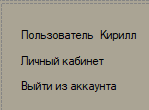 Пользователь Кирилл
Личный кабинет
Выйти из аккаунта